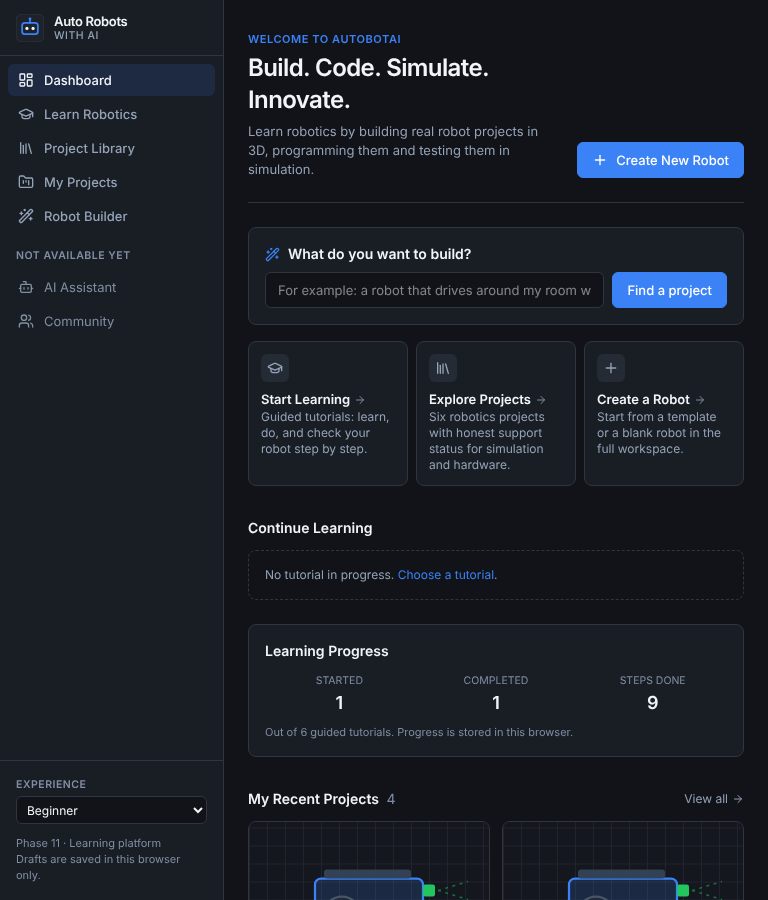 Auto Robots
WITH AI
Dashboard
Learn Robotics
Project Library
My Projects
Robot Builder
NOT AVAILABLE YET
AI Assistant
Community
EXPERIENCE
Beginner
Phase 11 · Learning platform
Drafts are saved in this browser
only.
WELCOME TO AUTOBOTAI
Build. Code. Simulate.
Innovate.
Learn robotics by building real robot projects in
3D, programming them and testing them in
simulation.
Create New Robot
What do you want to build?
For example: a robot that drives around my room w
Find a project
Start Learning →
Guided tutorials: learn,
do, and check your
robot step by step.
Explore Projects →
Six robotics projects
with honest support
status for simulation
and hardware.
Create a Robot →
Start from a template
or a blank robot in the
full workspace.
Continue Learning
No tutorial in progress. Choose a tutorial.
Learning Progress
STARTED
1
COMPLETED
1
STEPS DONE
9
Out of 6 guided tutorials. Progress is stored in this browser.
My Recent Projects 4
View all →